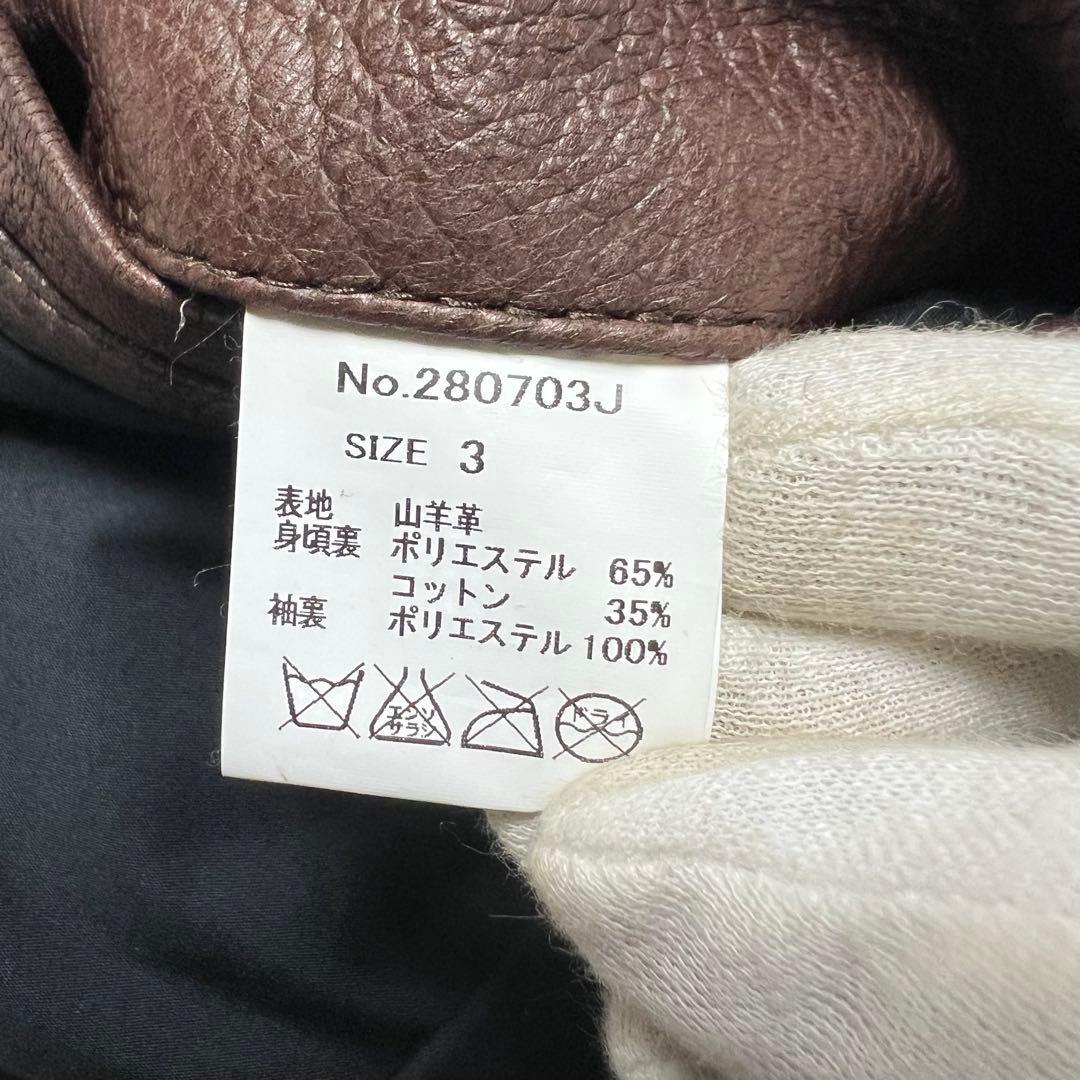 No.280703J
SIZE 3
表地 山羊革
身頃裏 ポリエステル 65%
コットン 35%
袖裏 ポリエステル 100%
エンソ
サラシ
ドライ